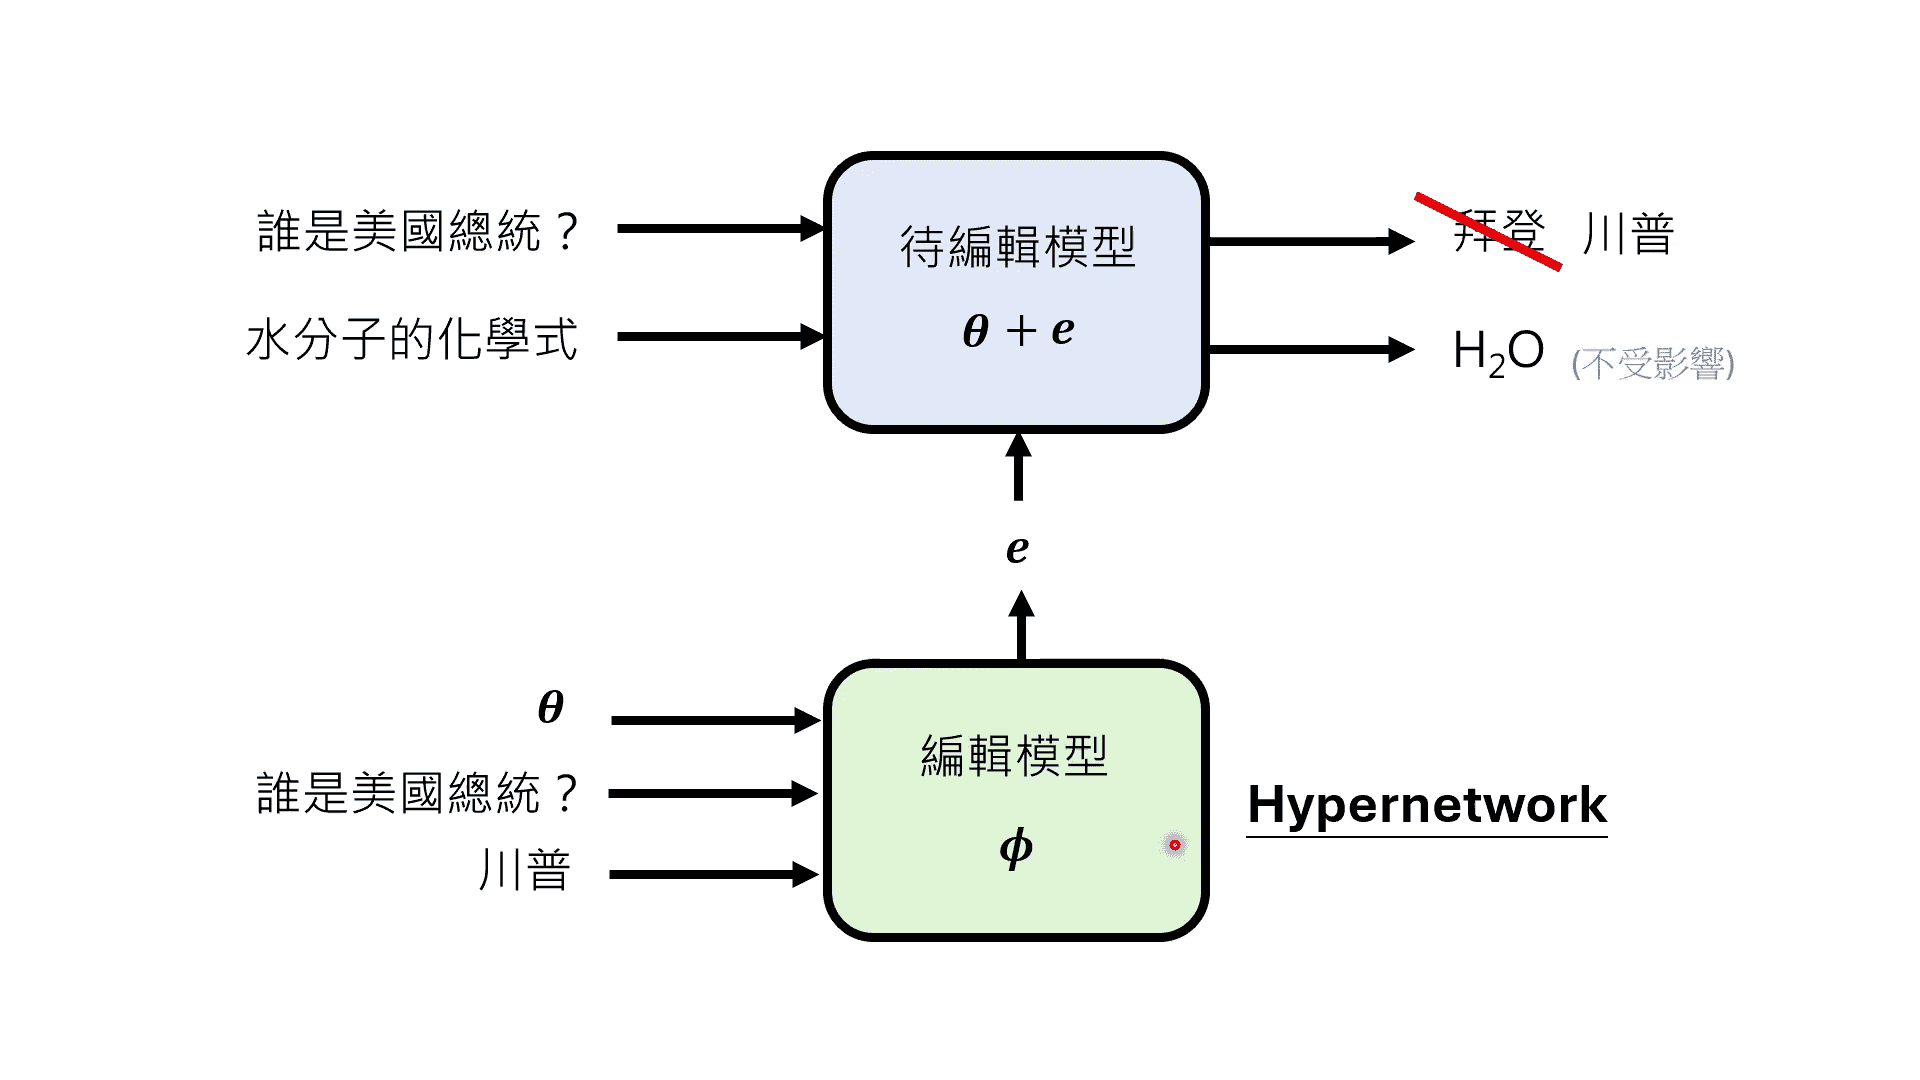 誰是美國總統？
待編輯模型
拜登 川普
水分子的化學式
θ + e
H₂O (不受影響)
e
θ
編輯模型
誰是美國總統？
Hypernetwork
ϕ
川普